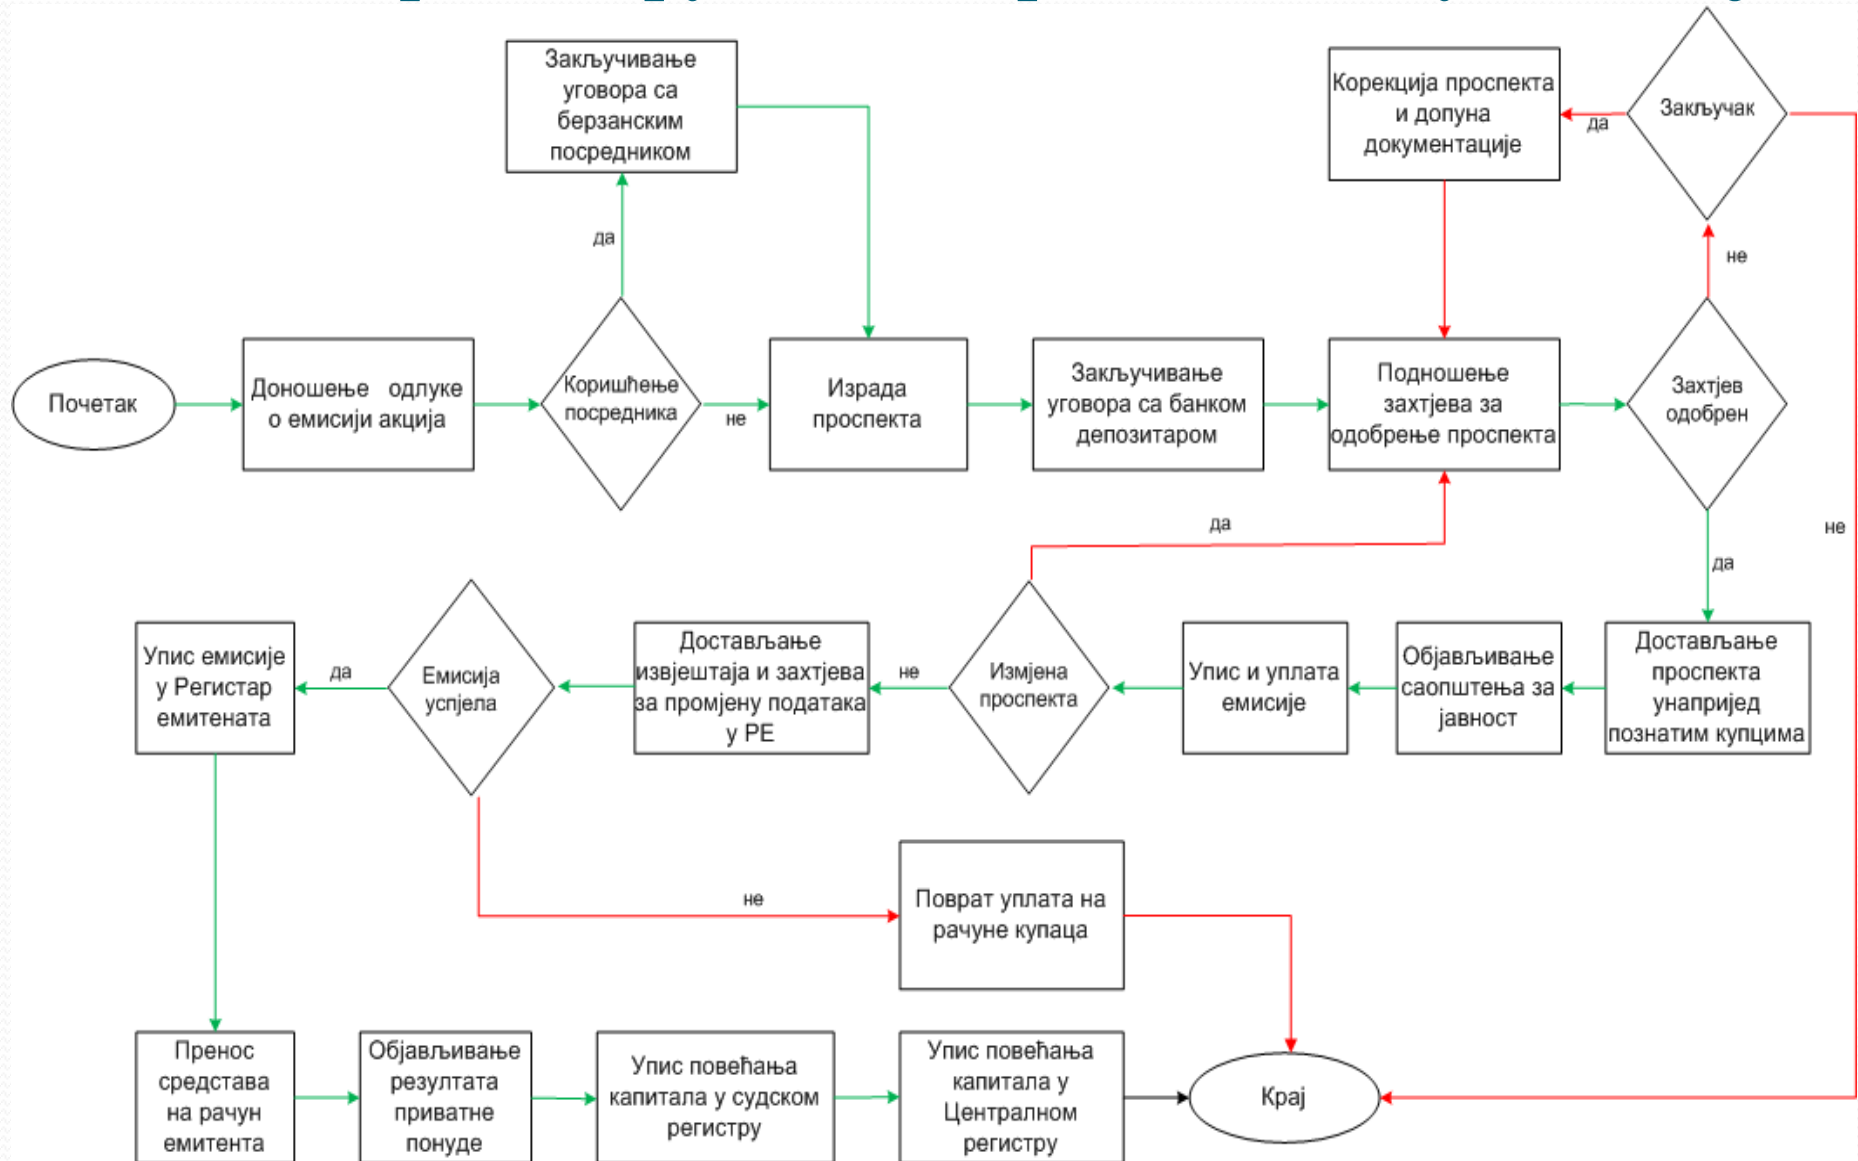 Закључивање
уговора са
берзанским
посредником
Корекција проспекта
и допуна
документације
да
Закључак
да
не
Почетак
Доношење одлуке
о емисији акција
Коришћење
посредника
не
Израда
проспекта
Закључивање
уговора са банком
депозитаром
Подношење
захтјева за
одобрење проспекта
Захтјев
одобрен
да
не
да
Упис емисије
у Регистар
емитената
да
Емисија
успјела
Достављање
извјештаја и захтјева
за промјену података
у РЕ
не
Измјена
проспекта
Упис и уплата
емисије
Објављивање
саопштења за
јавност
Достављање
проспекта
унапријед
познатим купцима
не
Поврат уплата на
рачуне купаца
Пренос
средстава
на рачун
емитента
Објављивање
резултата
приватне
понуде
Упис повећања
капитала у судском
регистру
Упис повећања
капитала у
Централном
регистру
Крај